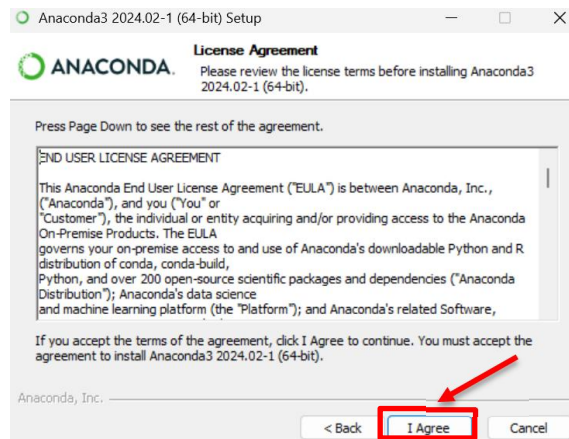 Anaconda3 2024.02-1 (64-bit) Setup
ANACONDA.
License Agreement
Please review the license terms before installing Anaconda3
2024.02-1 (64-bit).
Press Page Down to see the rest of the agreement.
END USER LICENSE AGREEMENT
This Anaconda End User License Agreement ("EULA") is between Anaconda, Inc.,
("Anaconda"), and you ("You" or
"Customer"), the individual or entity acquiring and/or providing access to the Anaconda
On-Premise Products. The EULA
governs your on-premise access to and use of Anaconda's downloadable Python and R
distribution of conda, conda-build,
Python, and over 200 open-source scientific packages and dependencies ("Anaconda
Distribution"); Anaconda's data science
and machine learning platform (the "Platform"); and Anaconda's related Software,
If you accept the terms of the agreement, click I Agree to continue. You must accept the
agreement to install Anaconda3 2024.02-1 (64-bit).
Anaconda, Inc.
< Back I Agree Cancel